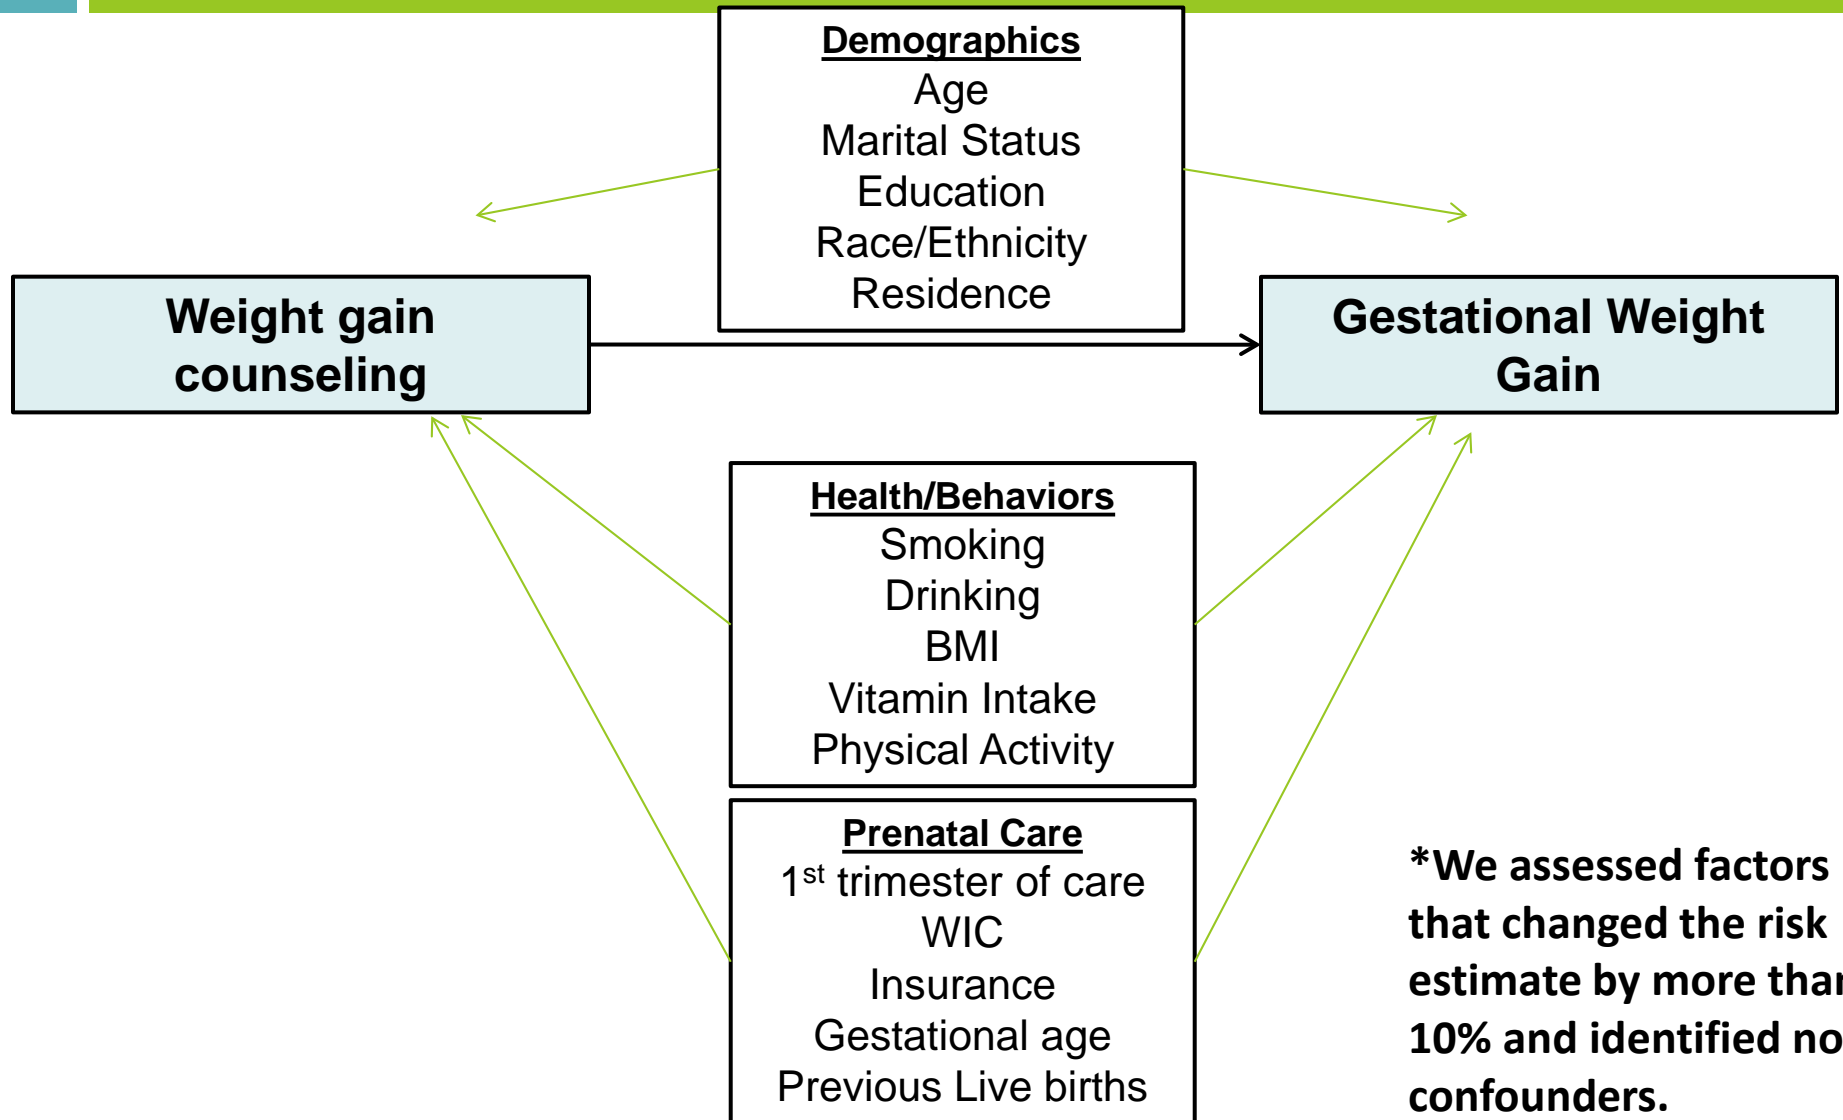 Demographics
Age
Marital Status
Education
Race/Ethnicity
Residence
Weight gain
counseling
Gestational Weight
Gain
Health/Behaviors
Smoking
Drinking
BMI
Vitamin Intake
Physical Activity
Prenatal Care
1st trimester of care
WIC
Insurance
Gestational age
Previous Live births
*We assessed factors
that changed the risk
estimate by more than
10% and identified no
confounders.